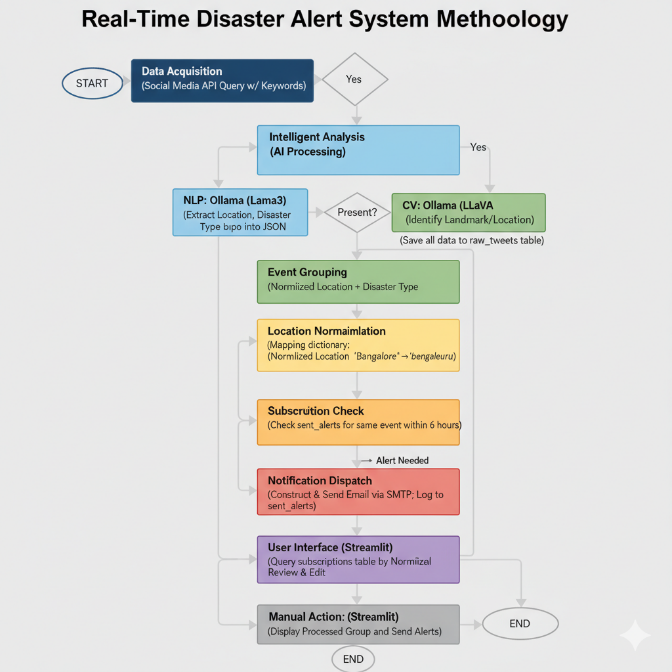 Real-Time Disaster Alert System Methoology
START
Data Acquisition
(Social Media API Query w/ Keywords)
Yes
Intelligent Analysis
(AI Processing)
Yes
NLP: Ollama (Lama3)
(Extract Location, Disaster
Type bıpo into JSON
Present?
CV: Ollama (LLaVA
(Identify Landmark/Location)
(Save all data to raw_tweets table)
Event Grouping
(Normiized Location + Disaster Type
Location Normaimlation
(Mapping dictionary:
(Normlized Location 'Bangalore" → 'bengaleuru)
Subscruition Check
(Check sent_alerts for same event within 6 hours)
→ Alert Needed
Notification Dispatch
(Construct & Send Email via SMTP; Log to
sent_alerts)
User Interface (Streamlit)
(Query subscriptions table by Normiizal
Review & Edit
Manual Action: (Streamlit)
(Display Processed Group and Send Alerts)
END
END